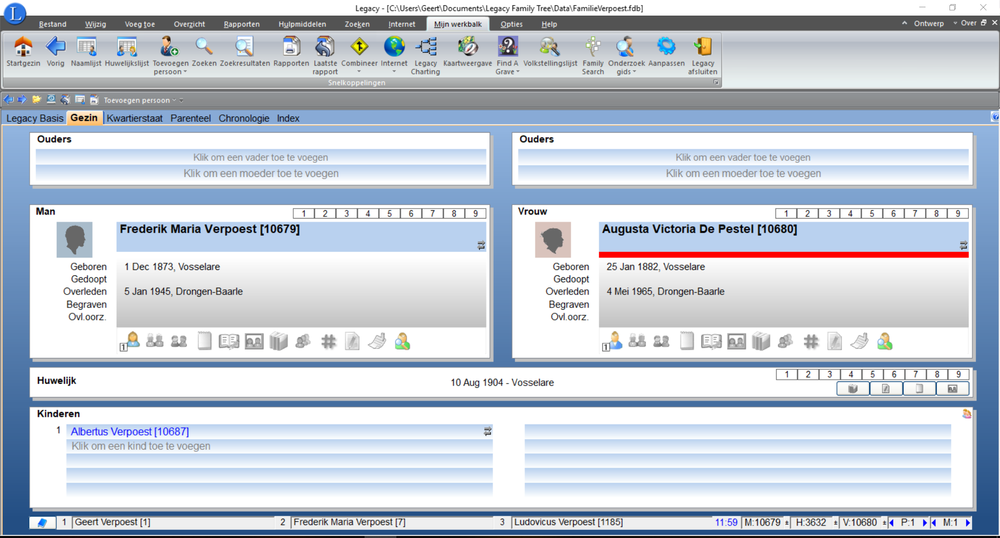 Legacy - [C:\Users\Geert\Documents\Legacy Family Tree\Data\FamilieVerpoest.fdb]
L
Bestand Wijzig Voeg toe Overzicht Rapporten Hulpmiddelen Zoeken Internet Mijn werkbalk Opties Help Ontwerp Over
Startgezin Vorig Naamlijst Huwelijkslijst Toevoegen persoon Zoeken Zoekresultaten Rapporten Laatste rapport Combineer Internet Legacy Charting Kaartweergave Find A Grave Volkstellingslijst Family Search Onderzoek gids Aanpassen Legacy afsluiten
Snelkoppelingen
Toevoegen persoon
Legacy Basis Gezin Kwartierstaat Parenteel Chronologie Index
Ouders
Klik om een vader toe te voegen
Klik om een moeder toe te voegen
Ouders
Klik om een vader toe te voegen
Klik om een moeder toe te voegen
Man
1 2 3 4 5 6 7 8 9
Frederik Maria Verpoest [10679]
Geboren 1 Dec 1873, Vosselare
Gedoopt
Overleden 5 Jan 1945, Drongen-Baarle
Begraven
Ovl.oorz.
1
Vrouw
1 2 3 4 5 6 7 8 9
Augusta Victoria De Pestel [10680]
Geboren 25 Jan 1882, Vosselare
Gedoopt
Overleden 4 Mei 1965, Drongen-Baarle
Begraven
Ovl.oorz.
1
Huwelijk 10 Aug 1904 - Vosselare
1 2 3 4 5 6 7 8 9
Kinderen
1 Albertus Verpoest [10687]
Klik om een kind toe te voegen
1 Geert Verpoest [1] 2 Frederik Maria Verpoest [7] 3 Ludovicus Verpoest [1185] 11:59 M:10679 ± H:3632 ± V:10680 ± P:1 M:1